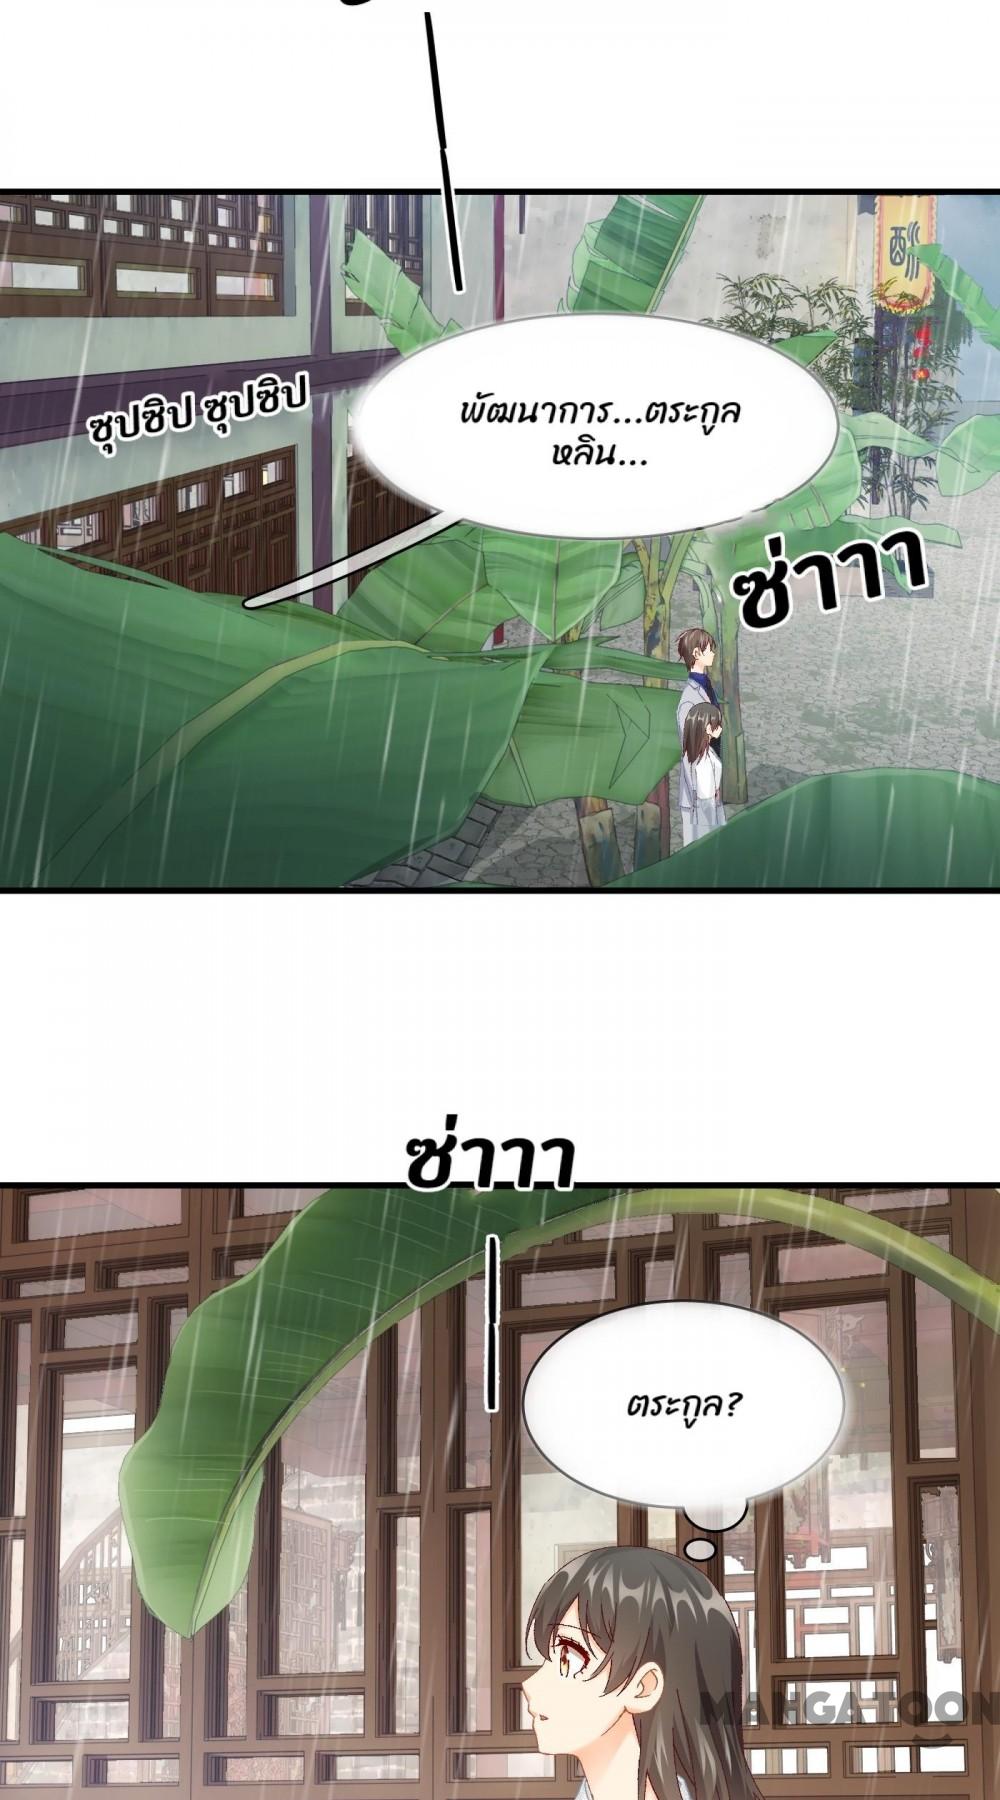 ซุปซิป ซุปซิป
พัฒนาการ...ตระกูล
หลิน...
ซ่าาา
ซ่าาา
ตระกูล?
MANGATOON